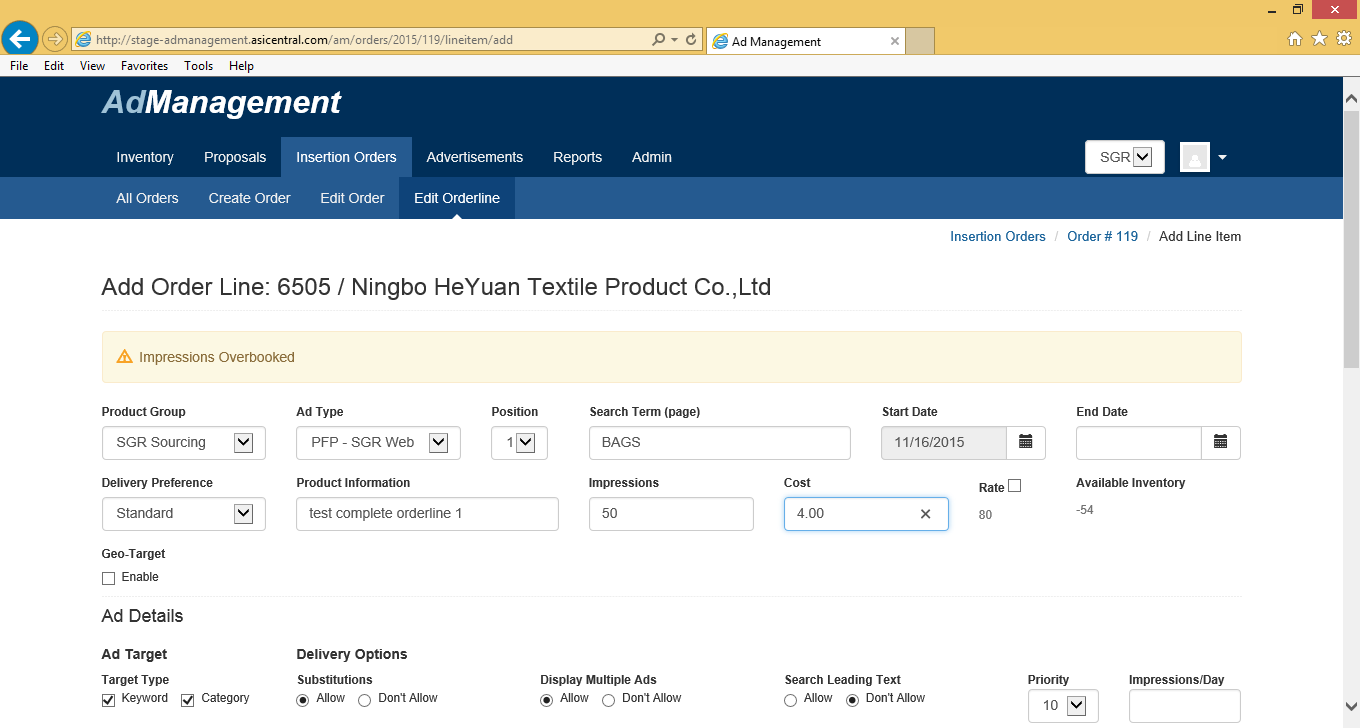 http://stage-admanagement.asicentral.com/am/orders/2015/119/lineitem/add
Ad Management
File Edit View Favorites Tools Help
AdManagement
Inventory Proposals Insertion Orders Advertisements Reports Admin SGR
All Orders Create Order Edit Order Edit Orderline
Insertion Orders / Order # 119 / Add Line Item
Add Order Line: 6505 / Ningbo HeYuan Textile Product Co.,Ltd
Impressions Overbooked
Product Group Ad Type Position Search Term (page) Start Date End Date
SGR Sourcing PFP - SGR Web 1 BAGS 11/16/2015
Delivery Preference Product Information Impressions Cost Rate Available Inventory
Standard test complete orderline 1 50 4.00 80 -54
Geo-Target
Enable
Ad Details
Ad Target Delivery Options
Target Type Substitutions Display Multiple Ads Search Leading Text Priority Impressions/Day
Keyword Category Allow Don't Allow Allow Don't Allow Allow Don't Allow 10